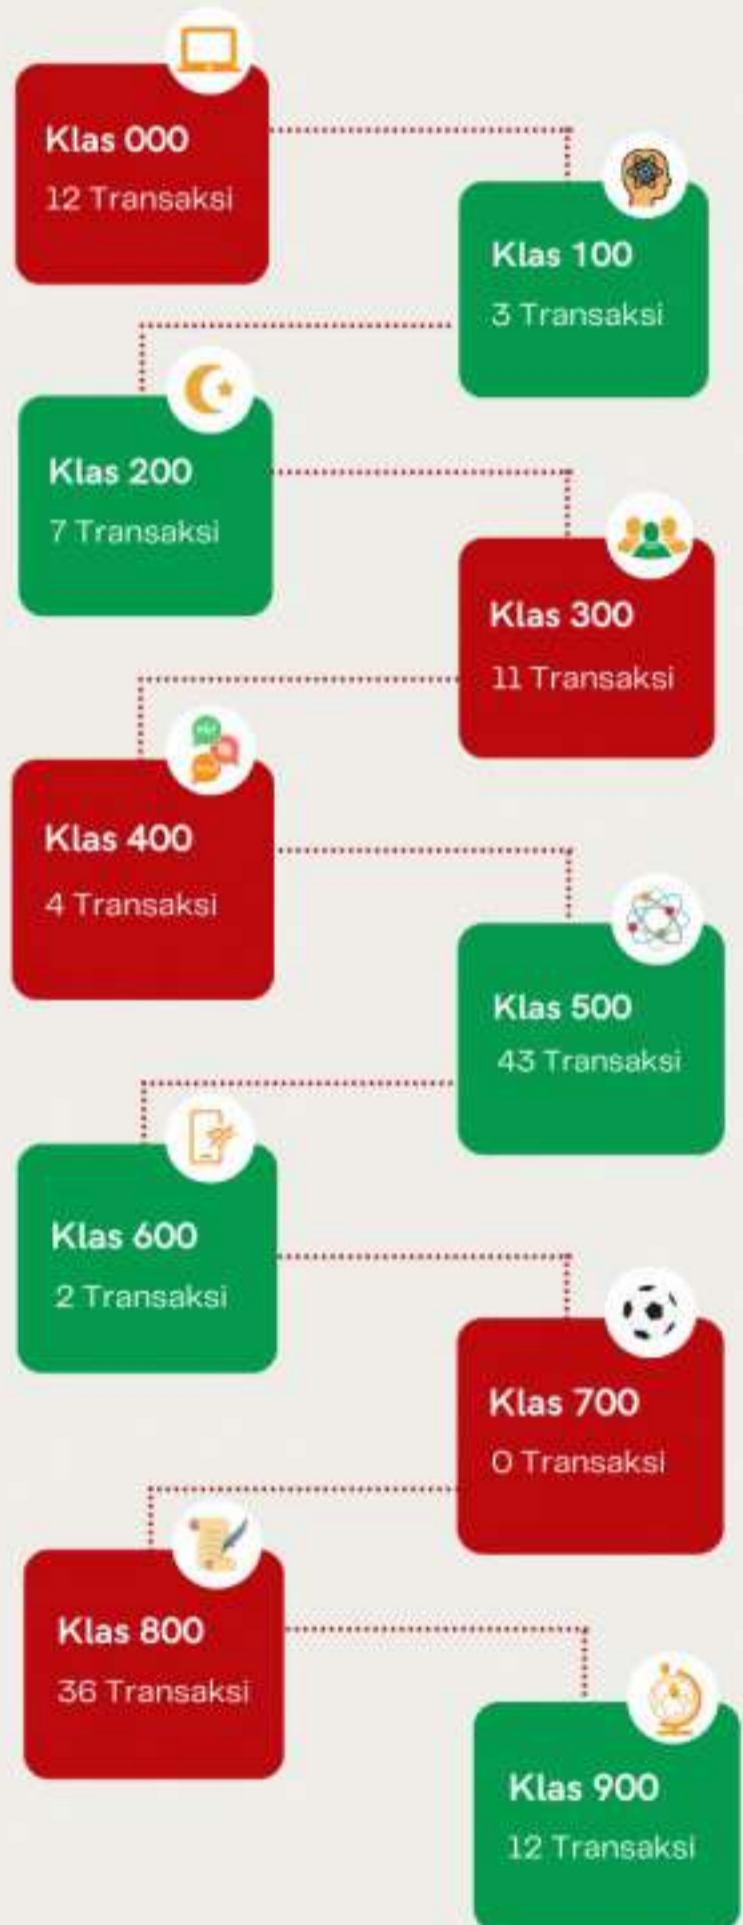 Klas 000
12 Transaksi
Klas 100
3 Transaksi
Klas 200
7 Transaksi
Klas 300
11 Transaksi
Klas 400
4 Transaksi
Klas 500
43 Transaksi
Klas 600
2 Transaksi
Klas 700
0 Transaksi
Klas 800
36 Transaksi
Klas 900
12 Transaksi